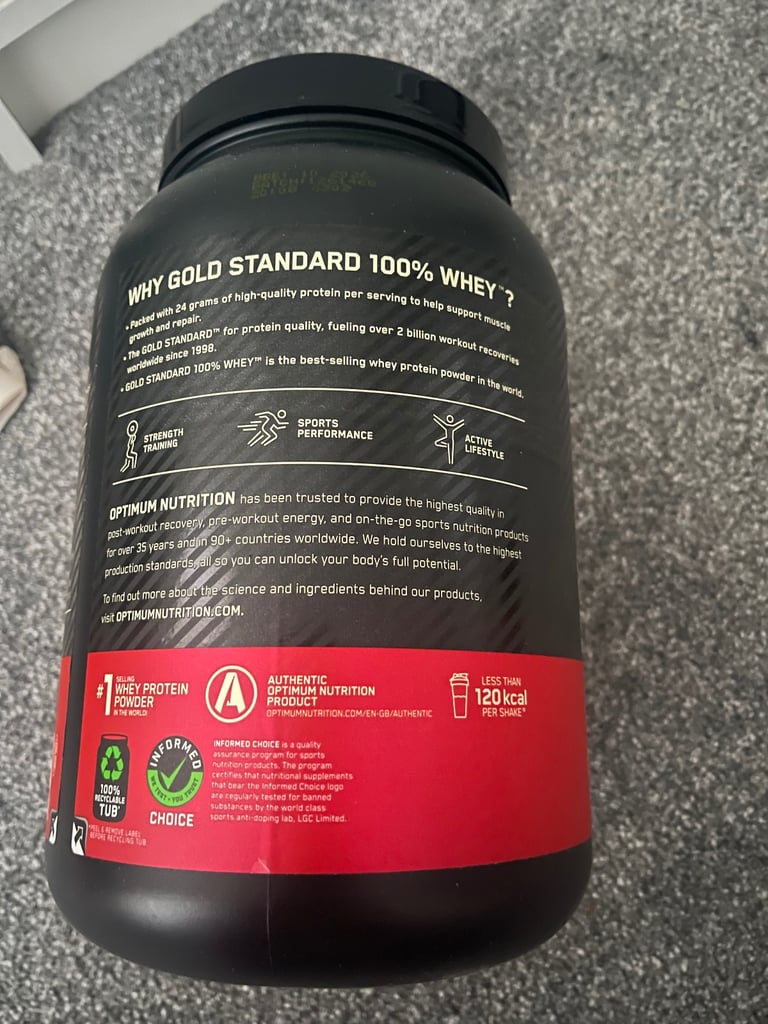 WHY GOLD STANDARD 100% WHEY™?
• Packed with 24 grams of high-quality protein per serving to help support muscle
growth and repair.
• The GOLD STANDARD™ for protein quality, fueling over 2 billion workout recoveries
worldwide since 1998.
• GOLD STANDARD 100% WHEY™ is the best-selling whey protein powder in the world.
STRENGTH
TRAINING
SPORTS
PERFORMANCE
ACTIVE
LIFESTYLE
OPTIMUM NUTRITION has been trusted to provide the highest quality in
post-workout recovery, pre-workout energy, and on-the-go sports nutrition products
for over 35 years and in 90+ countries worldwide. We hold ourselves to the highest
production standards, all so you can unlock your body's full potential.
To find out more about the science and ingredients behind our products,
visit OPTIMUMNUTRITION.COM.
#1 SELLING
WHEY PROTEIN
POWDER
IN THE WORLD!
AUTHENTIC
OPTIMUM NUTRITION
PRODUCT
OPTIMUMNUTRITION.COM/EN-GB/AUTHENTIC
LESS THAN
120 kcal
PER SHAKE*
100%
RECYCLABLE
TUB*
*PEEL & REMOVE LABEL
BEFORE RECYCLING TUB
INFORMED
WE TEST • YOU TRUST
CHOICE
INFORMED CHOICE is a quality
assurance program for sports
nutrition products. The program
certifies that nutritional supplements
that bear the Informed Choice logo
are regularly tested for banned
substances by the world class
sports anti-doping lab, LGC Limited.